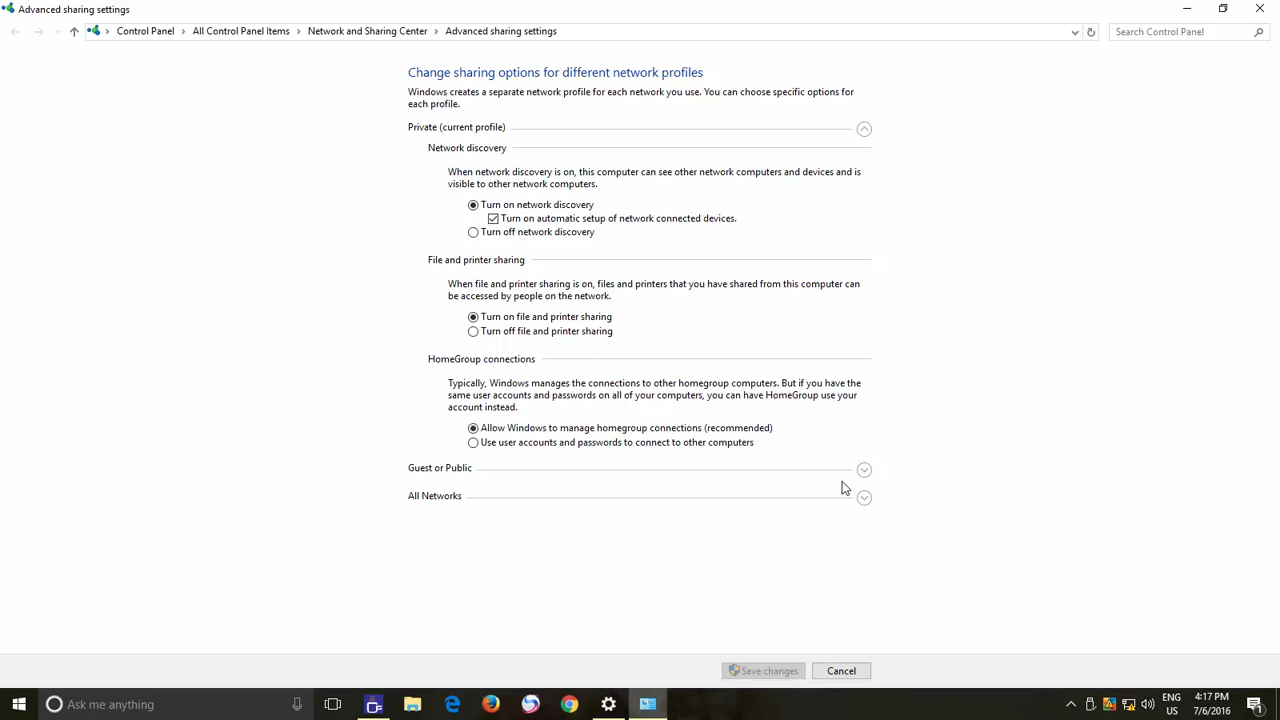 Advanced sharing settings
Control Panel > All Control Panel Items > Network and Sharing Center > Advanced sharing settings
Search Control Panel
Change sharing options for different network profiles
Windows creates a separate network profile for each network you use. You can choose specific options for
each profile.
Private (current profile)
Network discovery
When network discovery is on, this computer can see other network computers and devices and is
visible to other network computers.
Turn on network discovery
Turn on automatic setup of network connected devices.
Turn off network discovery
File and printer sharing
When file and printer sharing is on, files and printers that you have shared from this computer can
be accessed by people on the network.
Turn on file and printer sharing
Turn off file and printer sharing
HomeGroup connections
Typically, Windows manages the connections to other homegroup computers. But if you have the
same user accounts and passwords on all of your computers, you can have HomeGroup use your
account instead.
Allow Windows to manage homegroup connections (recommended)
Use user accounts and passwords to connect to other computers
Guest or Public
All Networks
Save changes
Cancel
Ask me anything
ENG
US
4:17 PM
7/6/2016